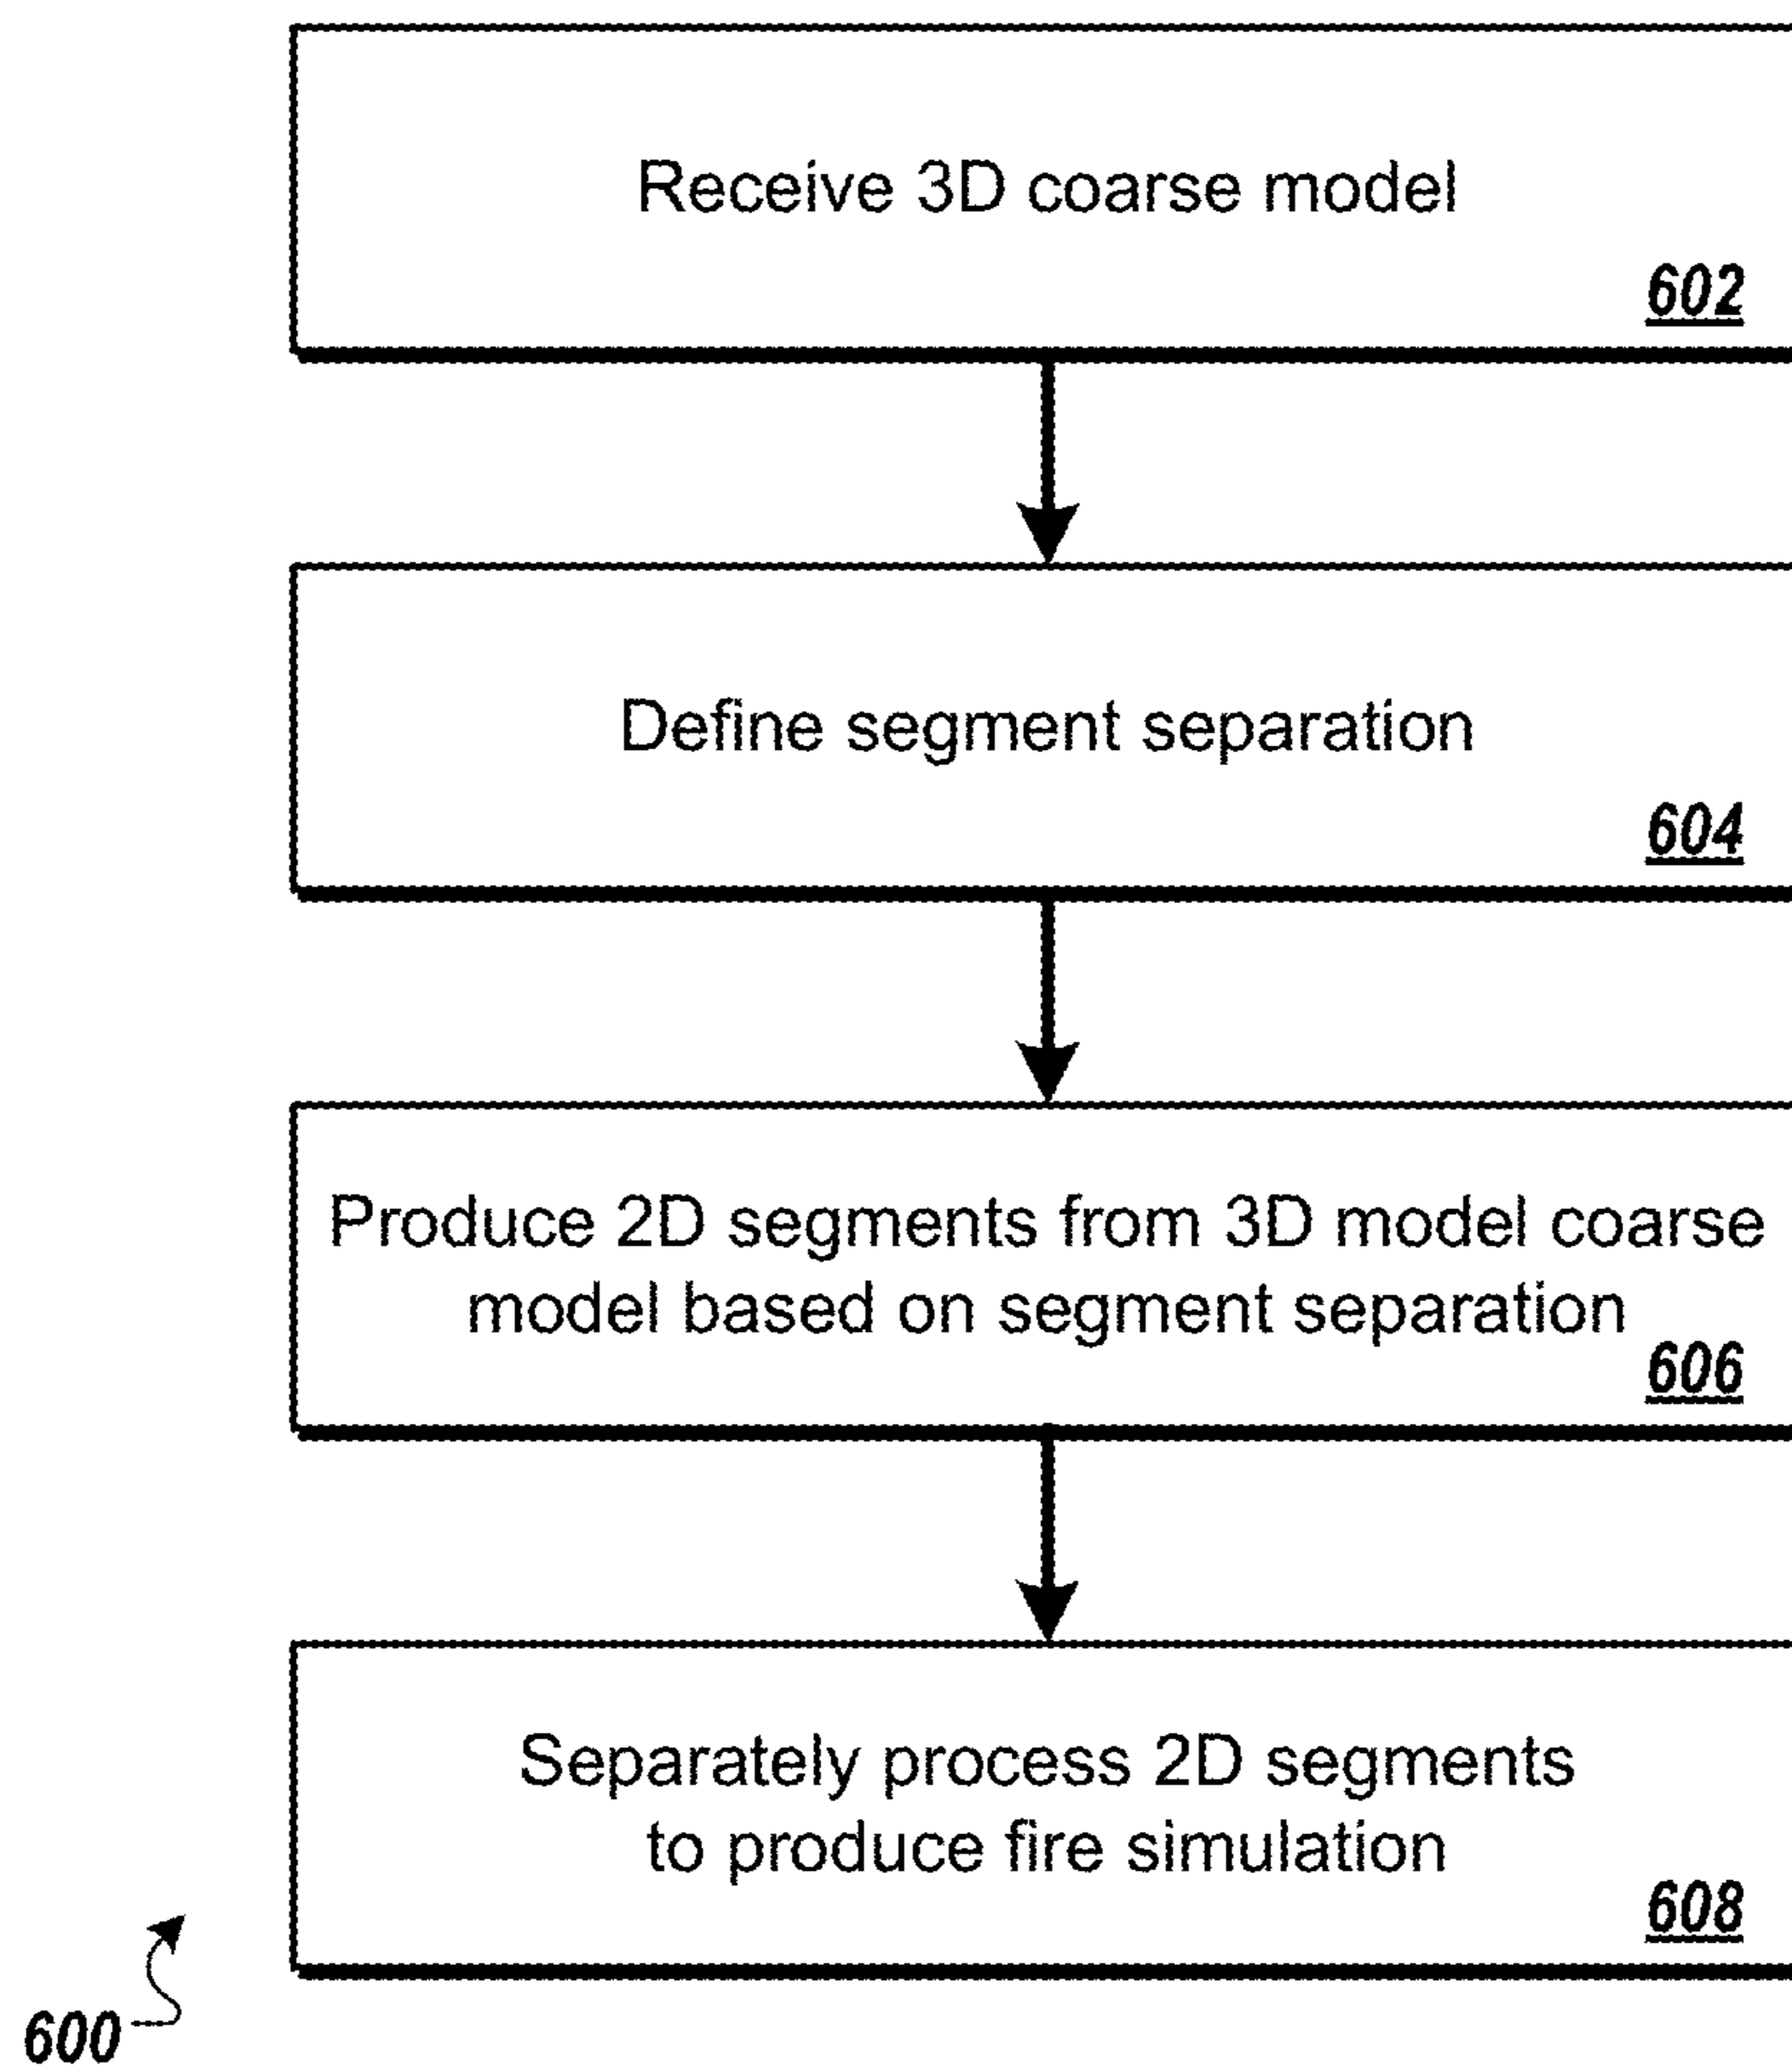 Receive 3D coarse model
602
Define segment separation
604
Produce 2D segments from 3D model coarse
model based on segment separation
606
Separately process 2D segments
to produce fire simulation
608
600